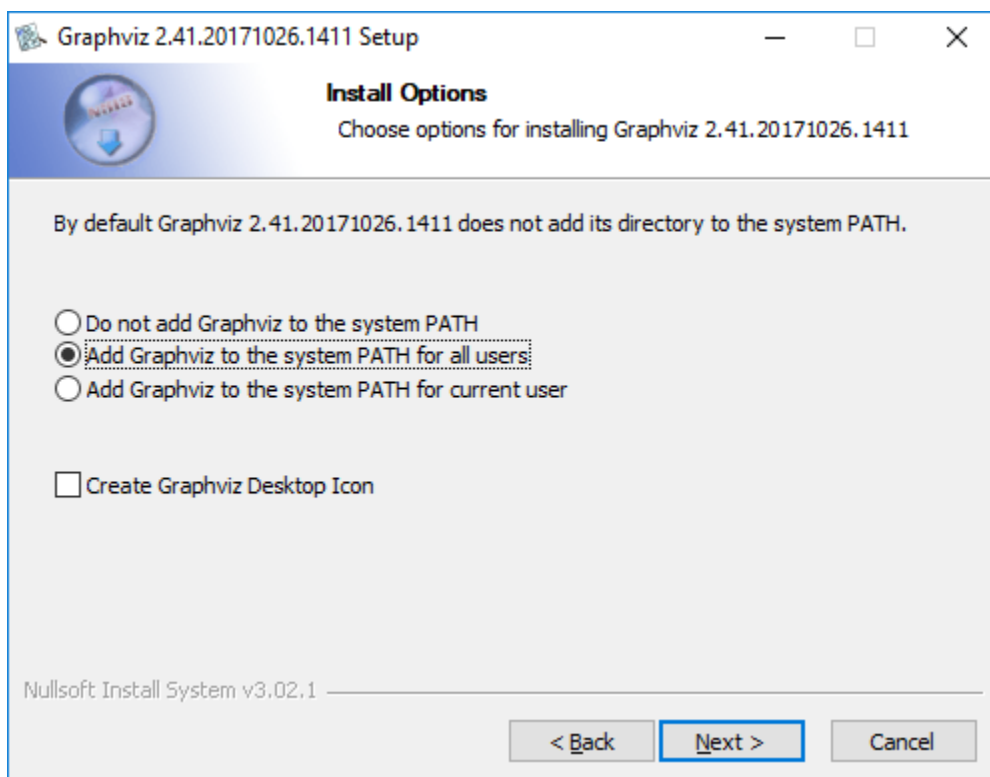 Graphviz 2.41.20171026.1411 Setup
Install Options
Choose options for installing Graphviz 2.41.20171026.1411
By default Graphviz 2.41.20171026.1411 does not add its directory to the system PATH.
Do not add Graphviz to the system PATH
Add Graphviz to the system PATH for all users
Add Graphviz to the system PATH for current user
Create Graphviz Desktop Icon
Nullsoft Install System v3.02.1
< Back Next > Cancel